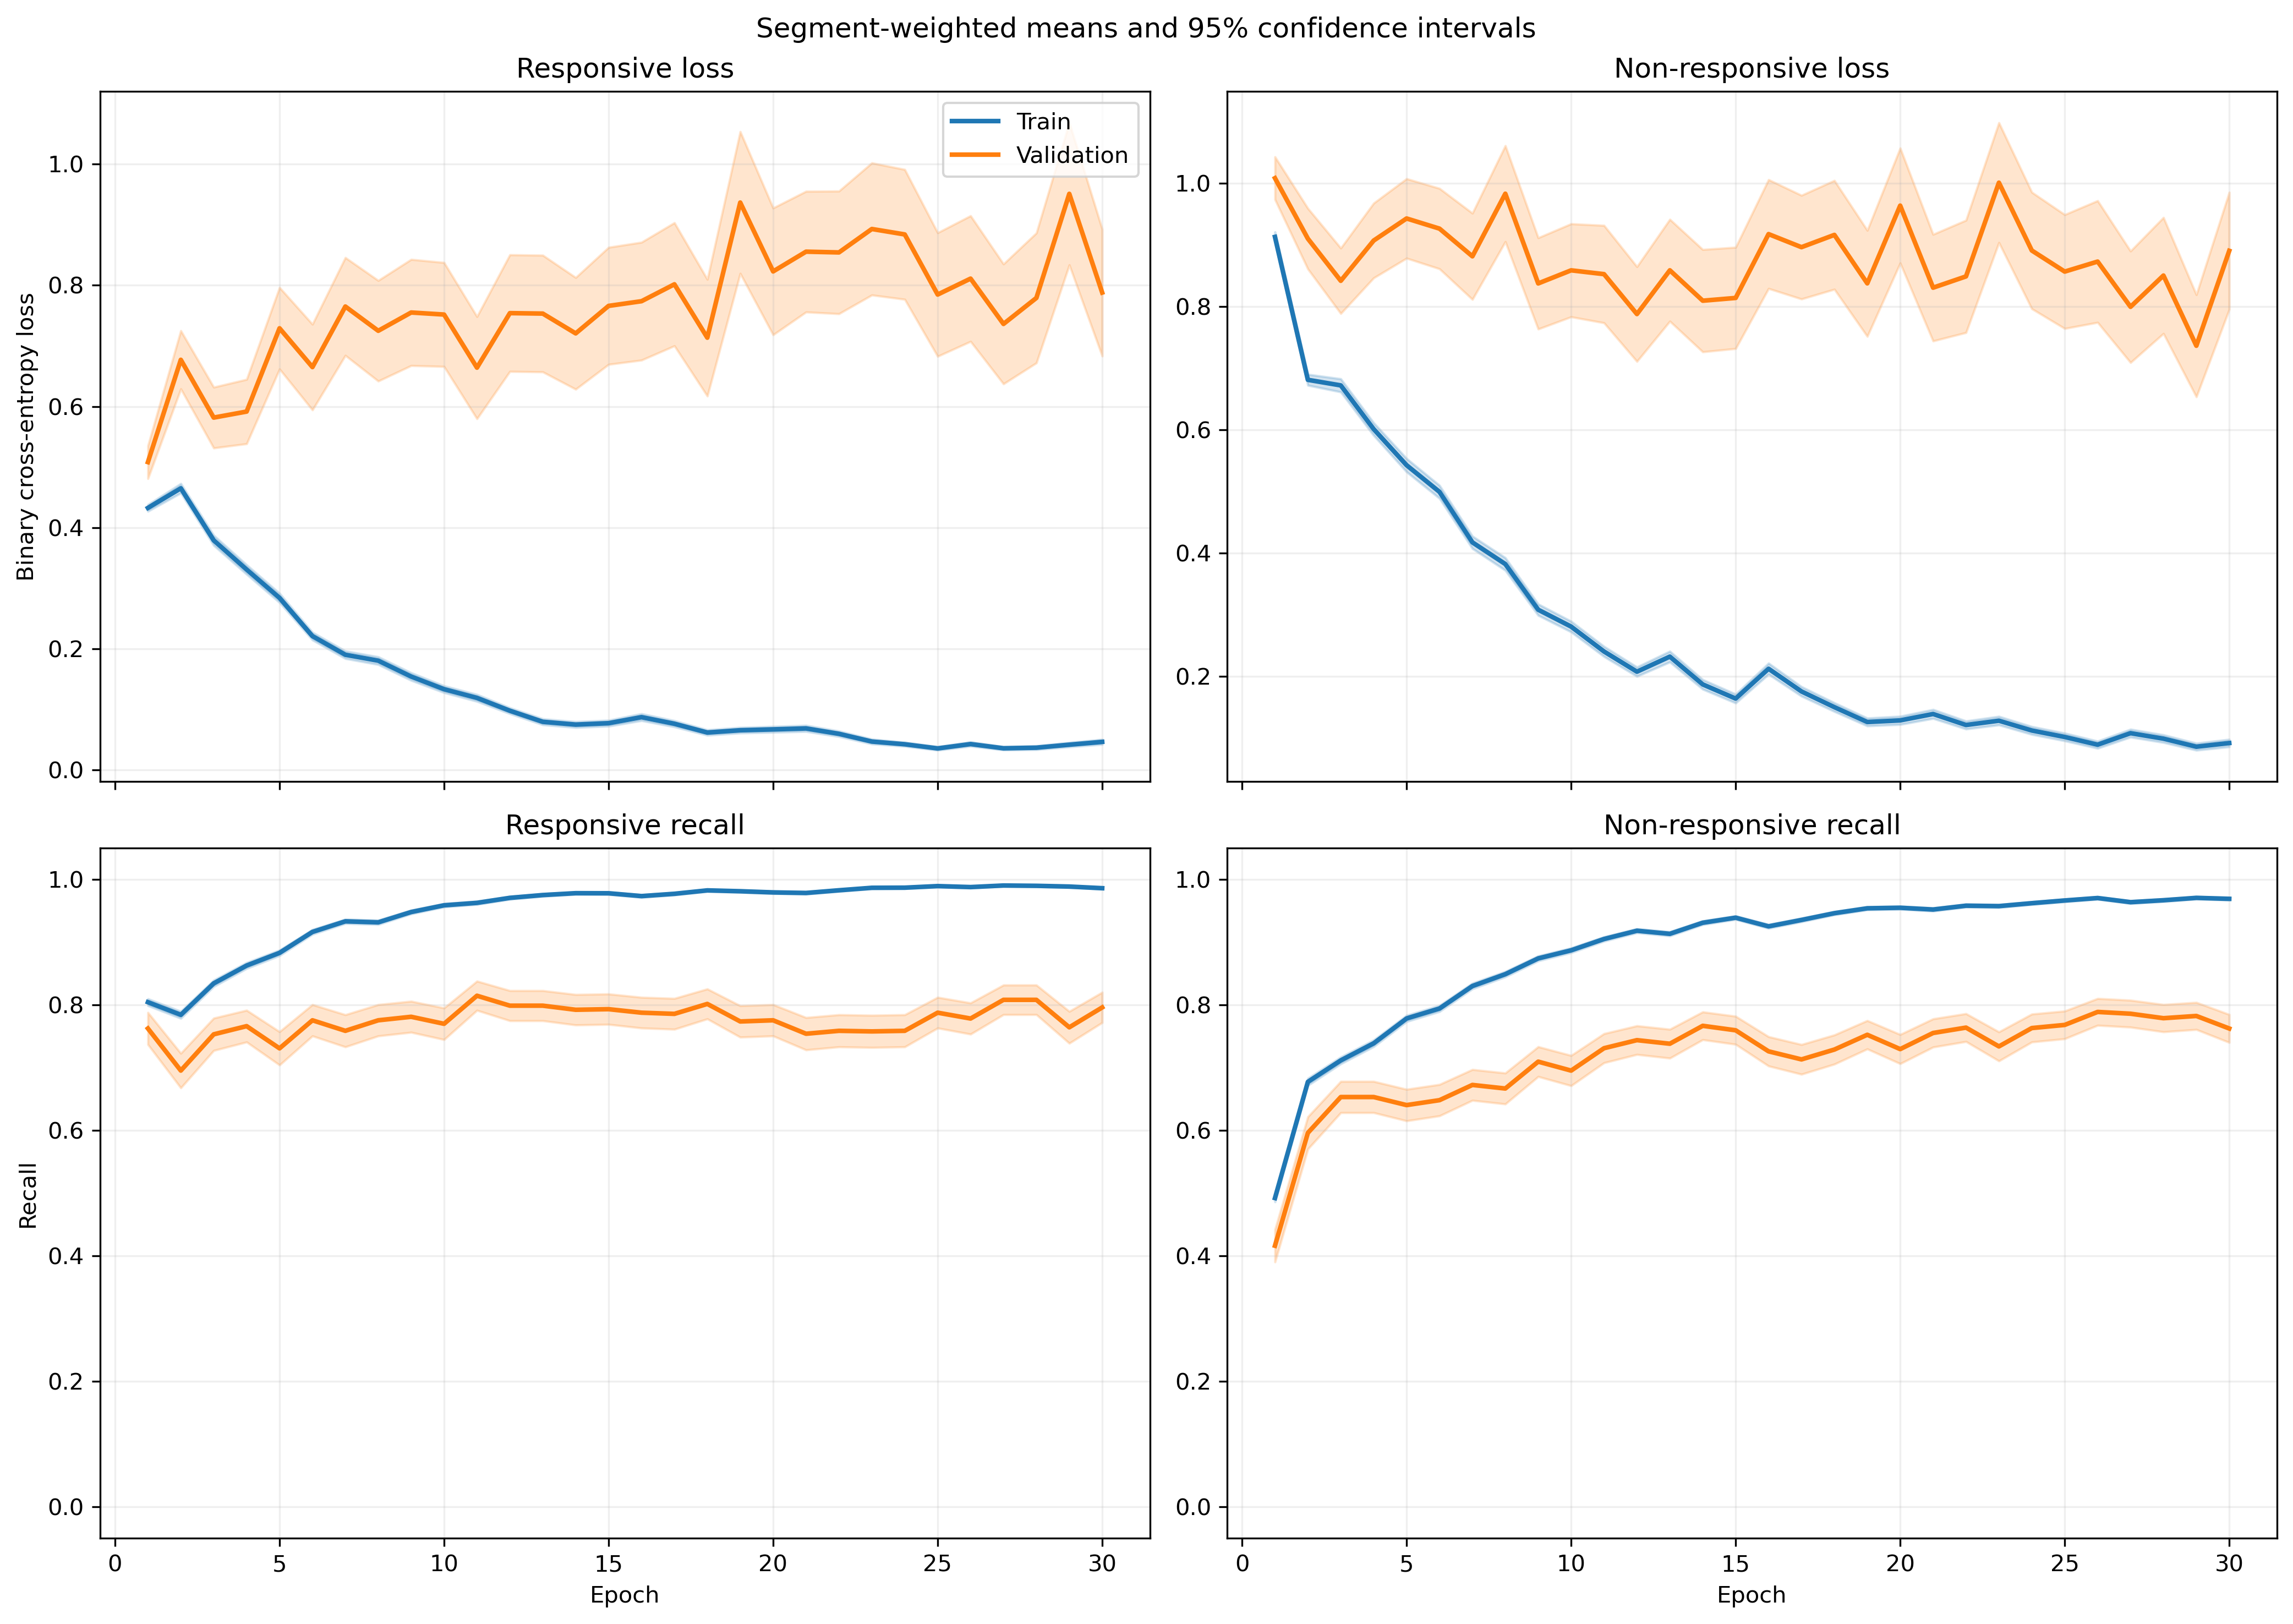 Segment-weighted means and 95% confidence intervals
Responsive loss
Non-responsive loss
Train
Validation
Binary cross-entropy loss
1.0
0.8
0.6
0.4
0.2
0.0
1.0
0.8
0.6
0.4
0.2
Responsive recall
Non-responsive recall
Recall
1.0
0.8
0.6
0.4
0.2
0.0
0 5 10 15 20 25 30
Epoch
1.0
0.8
0.6
0.4
0.2
0.0
0 5 10 15 20 25 30
Epoch